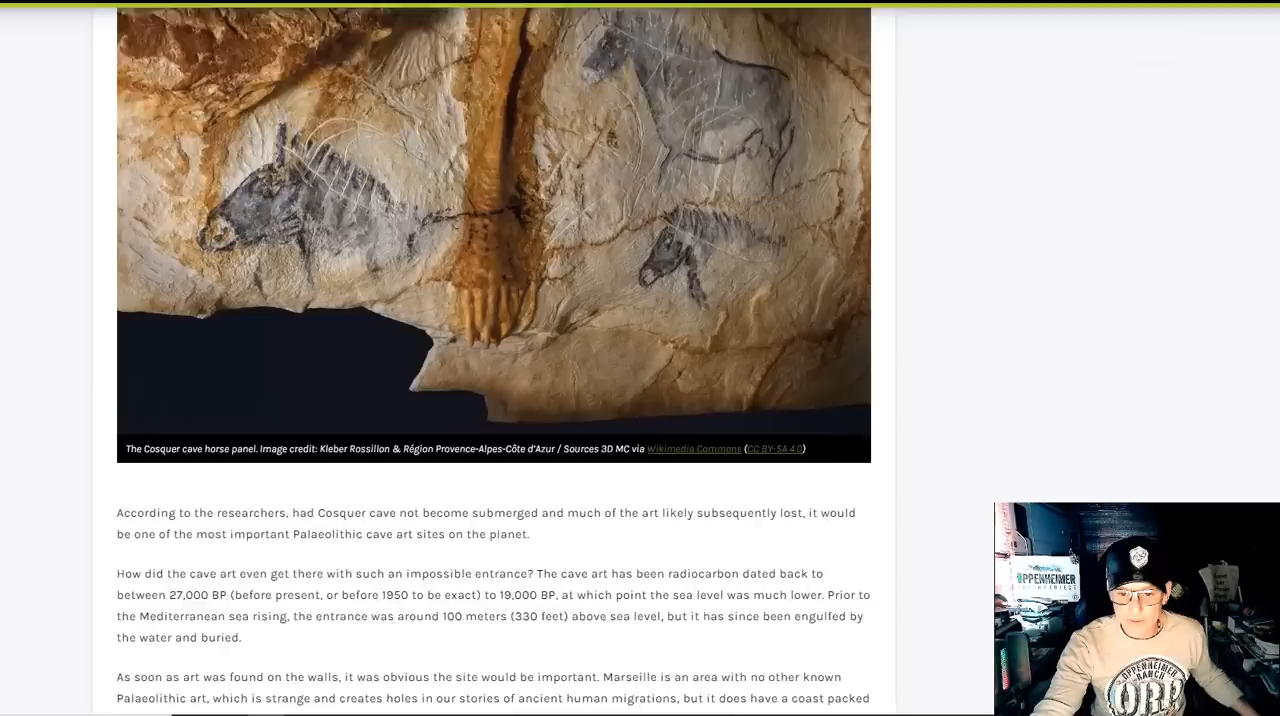 The Cosquer cave horse panel. Image credit: Kleber Rossillon & Région Provence-Alpes-Côte d'Azur / Sources 3D MC via Wikimedia Commons (CC BY-SA 4.0)
According to the researchers, had Cosquer cave not become submerged and much of the art likely subsequently lost, it would
be one of the most important Palaeolithic cave art sites on the planet.
How did the cave art even get there with such an impossible entrance? The cave art has been radiocarbon dated back to
between 27,000 BP (before present, or before 1950 to be exact) to 19,000 BP, at which point the sea level was much lower. Prior to
the Mediterranean sea rising, the entrance was around 100 meters (330 feet) above sea level, but it has since been engulfed by
the water and buried.
As soon as art was found on the walls, it was obvious the site would be important. Marseille is an area with no other known
Palaeolithic art, which is strange and creates holes in our stories of ancient human migrations, but it does have a coast packed
OPPENHEIMER
OPPENHEIMER
RANCH
ORP